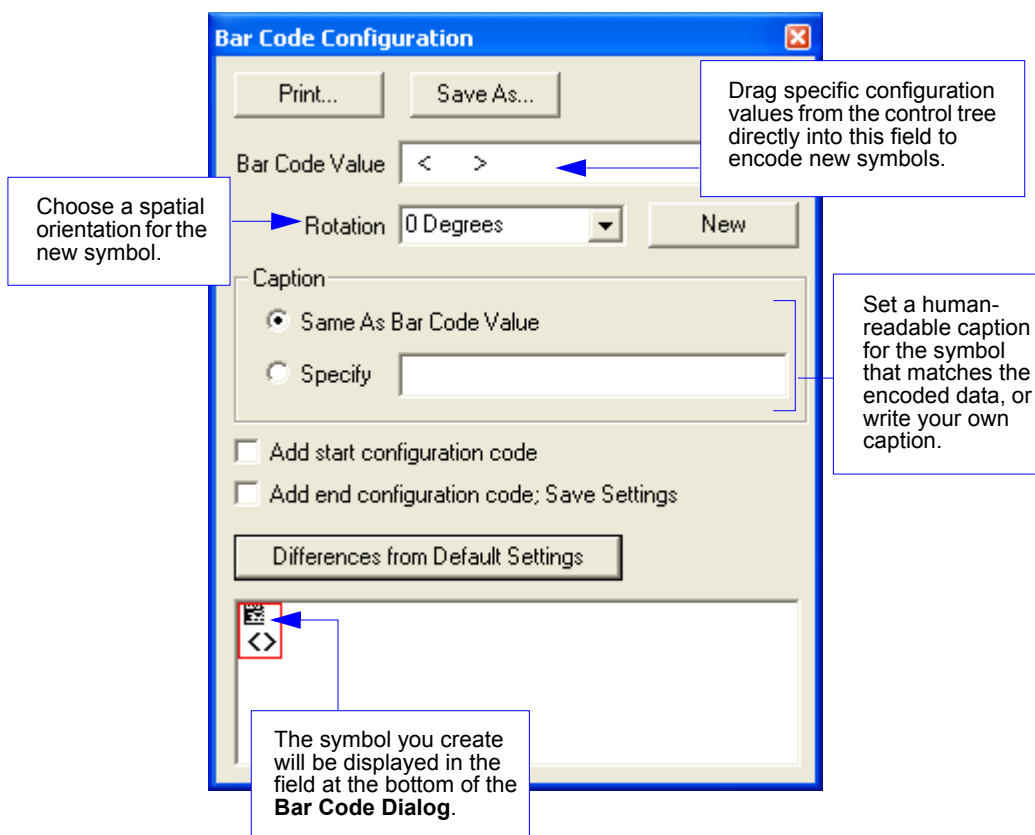 Bar Code Configuration
Print...
Save As...
Drag specific configuration
values from the control tree
directly into this field to
encode new symbols.
Bar Code Value
< >
Choose a spatial
orientation for the
new symbol.
Rotation
0 Degrees
New
Caption
Same As Bar Code Value
Specify
Set a human-
readable caption
for the symbol
that matches the
encoded data, or
write your own
caption.
Add start configuration code
Add end configuration code; Save Settings
Differences from Default Settings
<>
The symbol you create
will be displayed in the
field at the bottom of the
Bar Code Dialog.